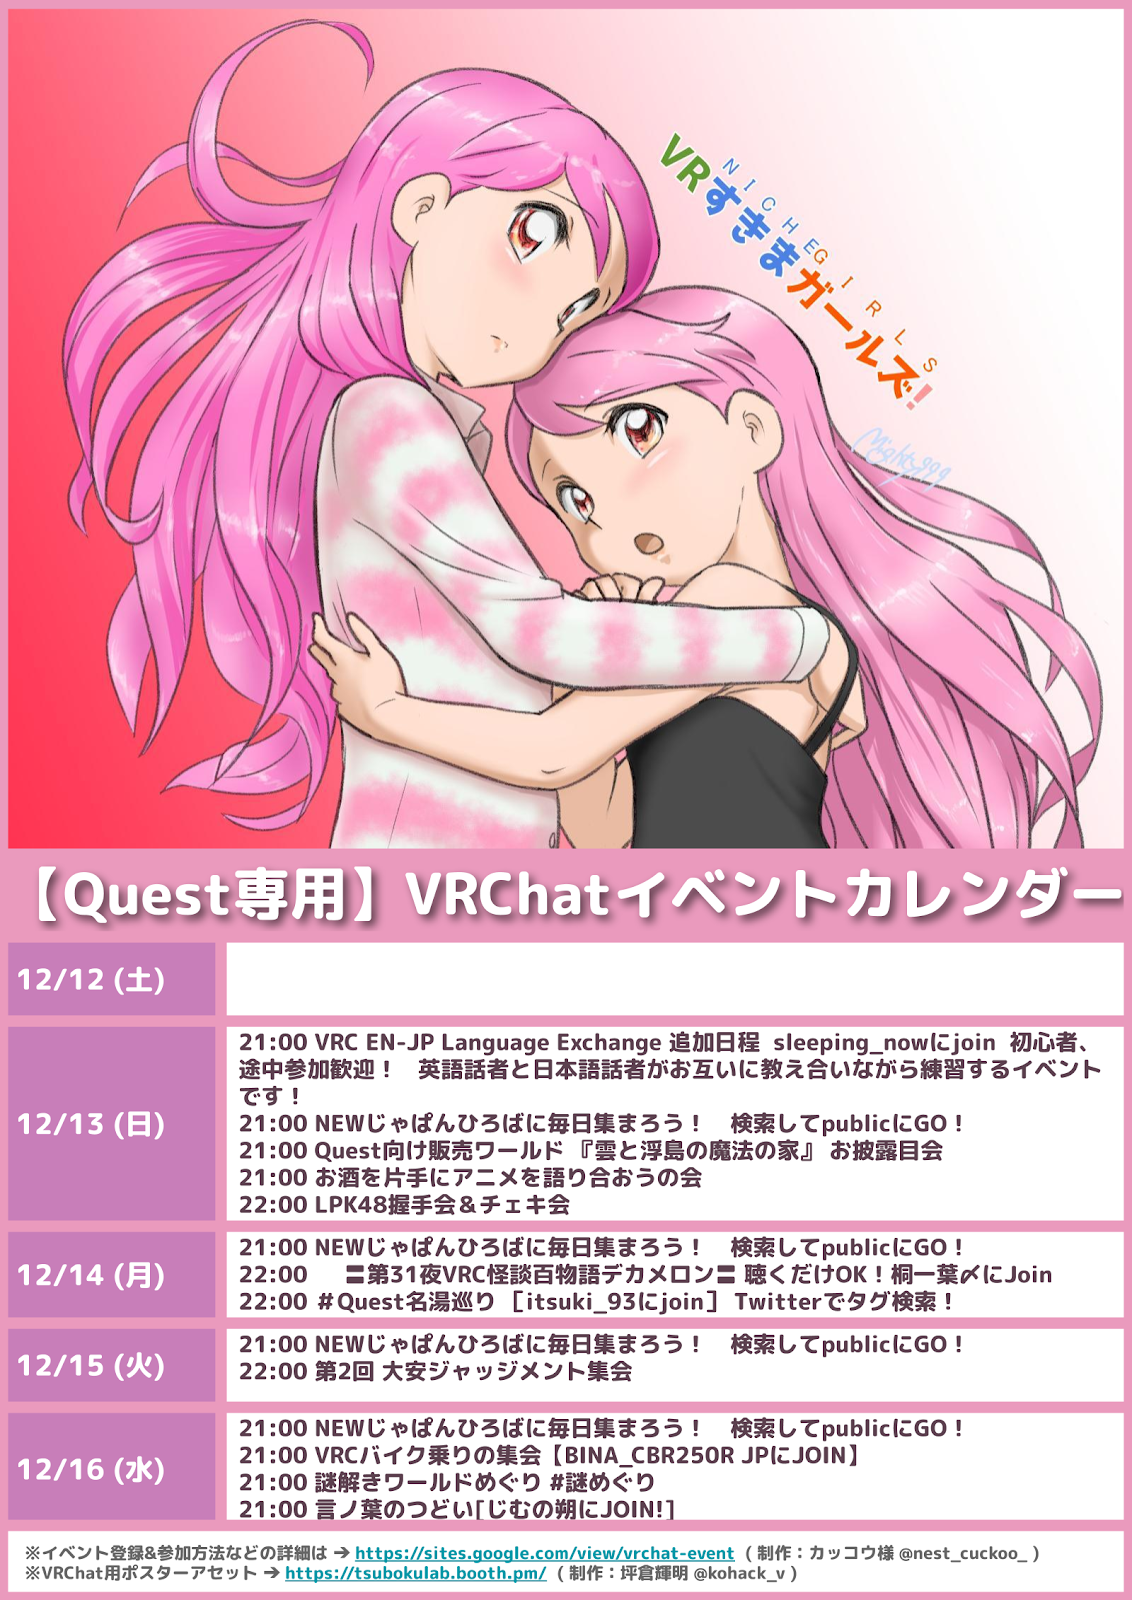 NICHE GIRLS
VRすきまガールズ!
Mighty999
【Quest専用】VRChatイベントカレンダー
12/12 (土)
12/13 (日)
21:00 VRC EN-JP Language Exchange 追加日程 sleeping_nowにjoin 初心者、
途中参加歓迎！ 英語話者と日本語話者がお互いに教え合いながら練習するイベント
です！
21:00 NEWじゃぱんひろばに毎日集まろう！ 検索してpublicにGO！
21:00 Quest向け販売ワールド 『雲と浮島の魔法の家』 お披露目会
21:00 お酒を片手にアニメを語り合おうの会
22:00 LPK48握手会＆チェキ会
12/14 (月)
21:00 NEWじゃぱんひろばに毎日集まろう！ 検索してpublicにGO！
22:00 〓第31夜VRC怪談百物語デカメロン〓 聴くだけOK！桐一葉〆にJoin
22:00 ＃Quest名湯巡り ［itsuki_93にjoin］ Twitterでタグ検索！
12/15 (火)
21:00 NEWじゃぱんひろばに毎日集まろう！ 検索してpublicにGO！
22:00 第2回 大安ジャッジメント集会
12/16 (水)
21:00 NEWじゃぱんひろばに毎日集まろう！ 検索してpublicにGO！
21:00 VRCバイク乗りの集会【BINA_CBR250R JPにJOIN】
21:00 謎解きワールドめぐり #謎めぐり
21:00 言ノ葉のつどい[じむの朔にJOIN!]
※イベント登録&参加方法などの詳細は → https://sites.google.com/view/vrchat-event ( 制作：カッコウ様 @nest_cuckoo_ )
※VRChat用ポスターアセット → https://tsubokulab.booth.pm/ ( 制作：坪倉輝明 @kohack_v )